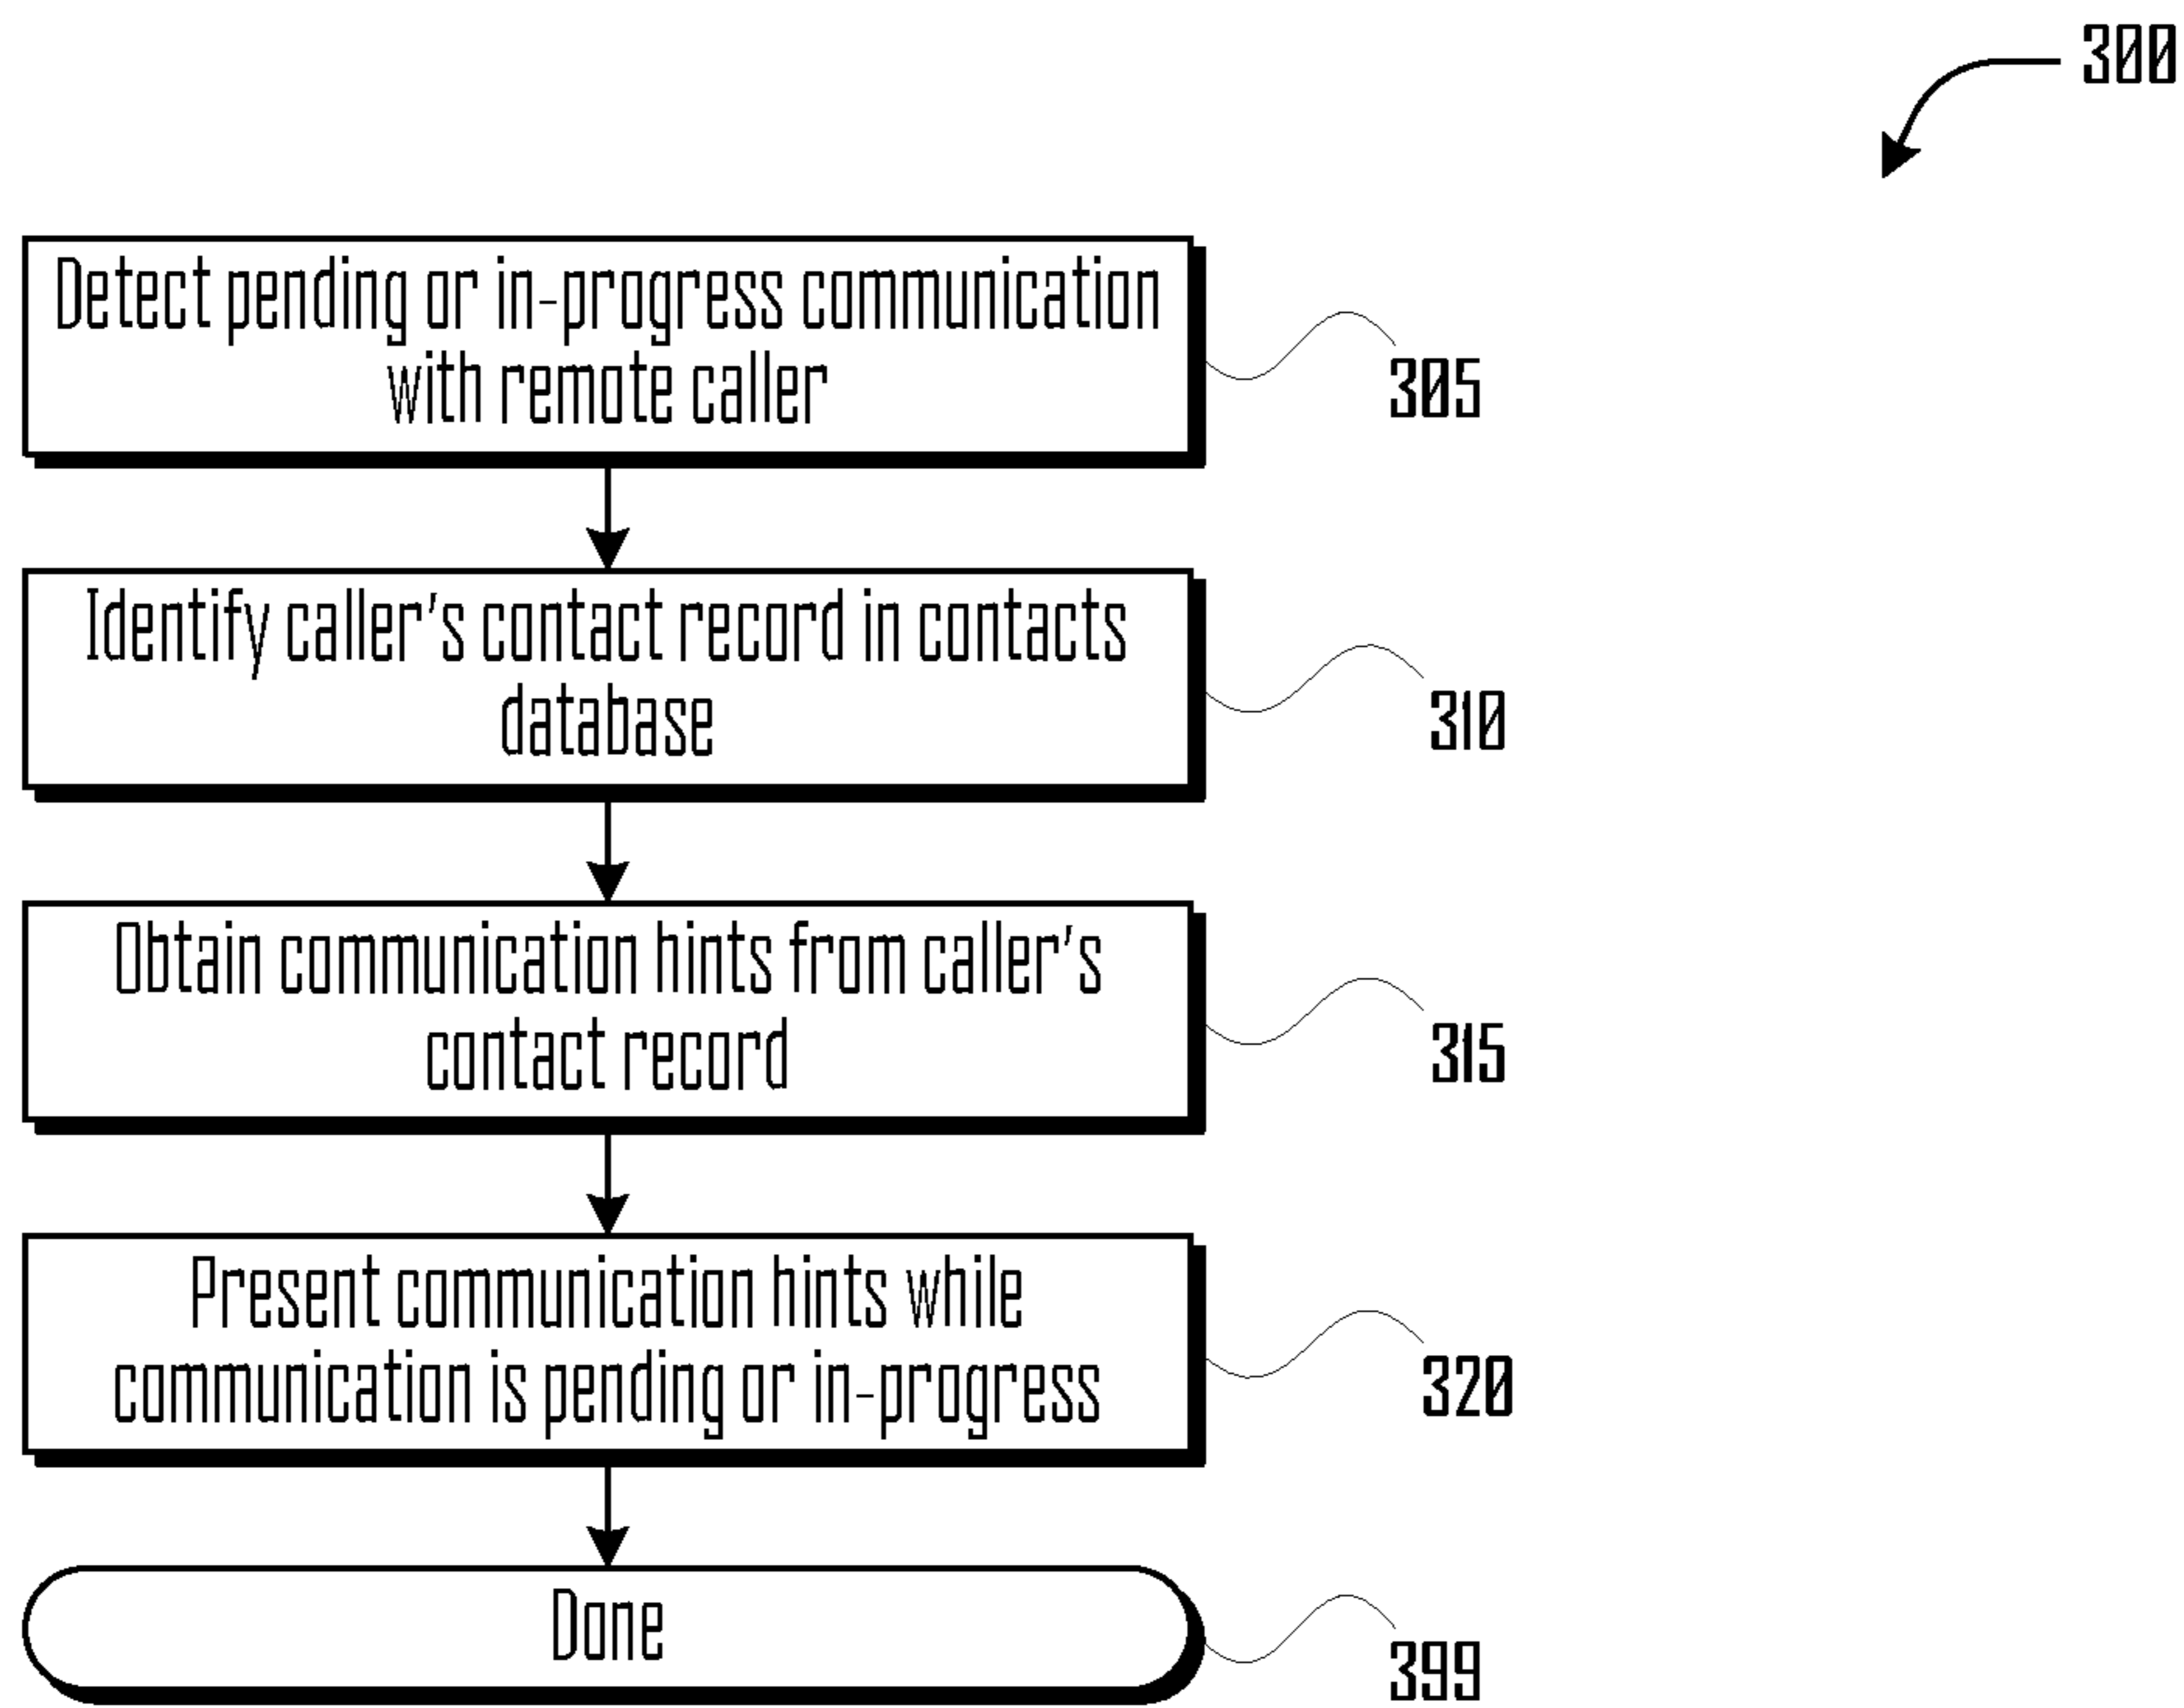 300
Detect pending or in-progress communication
with remote caller
305
Identify caller's contact record in contacts
database
310
Obtain communication hints from caller's
contact record
315
Present communication hints while
communication is pending or in-progress
320
Done
399